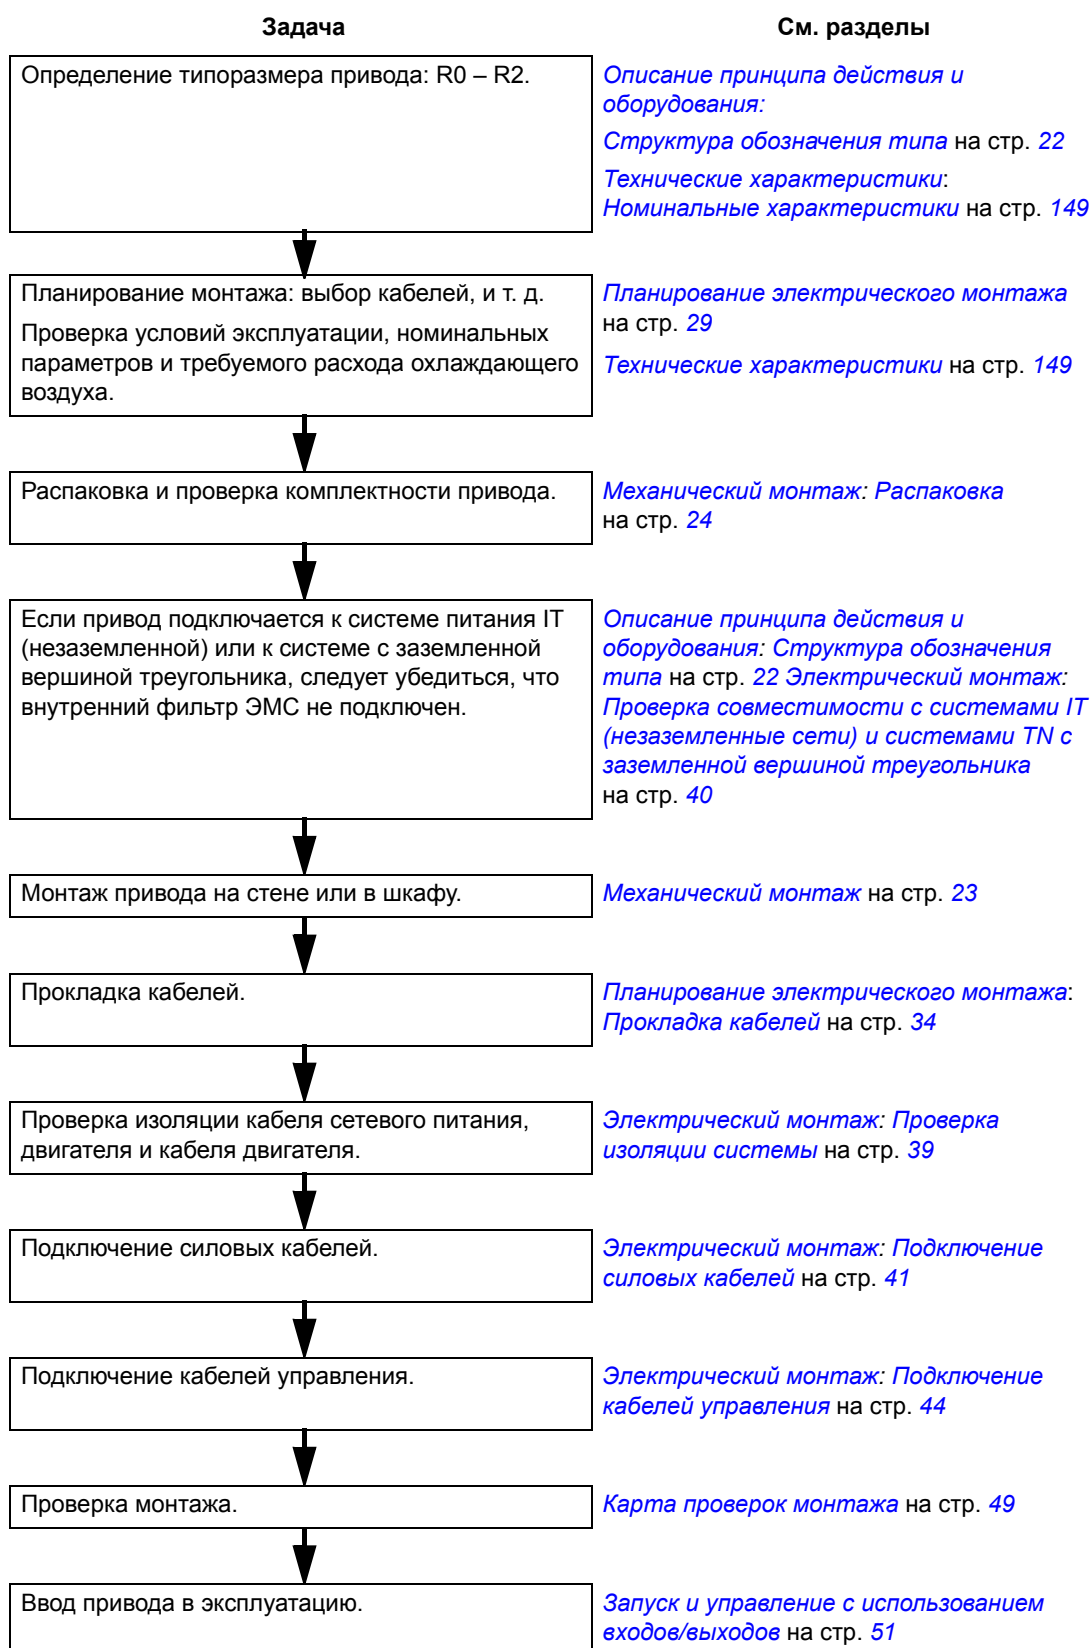 Задача
См. разделы
Определение типоразмера привода: R0 – R2.
Описание принципа действия и
оборудования:
Структура обозначения типа на стр. 22
Технические характеристики:
Номинальные характеристики на стр. 149
Планирование монтажа: выбор кабелей, и т. д.
Проверка условий эксплуатации, номинальных
параметров и требуемого расхода охлаждающего
воздуха.
Планирование электрического монтажа
на стр. 29
Технические характеристики на стр. 149
Распаковка и проверка комплектности привода.
Механический монтаж: Распаковка
на стр. 24
Если привод подключается к системе питания IT
(незаземленной) или к системе с заземленной
вершиной треугольника, следует убедиться, что
внутренний фильтр ЭМС не подключен.
Описание принципа действия и
оборудования: Структура обозначения
типа на стр. 22 Электрический монтаж:
Проверка совместимости с системами IT
(незаземленные сети) и системами TN с
заземленной вершиной треугольника
на стр. 40
Монтаж привода на стене или в шкафу.
Механический монтаж на стр. 23
Прокладка кабелей.
Планирование электрического монтажа:
Прокладка кабелей на стр. 34
Проверка изоляции кабеля сетевого питания,
двигателя и кабеля двигателя.
Электрический монтаж: Проверка
изоляции системы на стр. 39
Подключение силовых кабелей.
Электрический монтаж: Подключение
силовых кабелей на стр. 41
Подключение кабелей управления.
Электрический монтаж: Подключение
кабелей управления на стр. 44
Проверка монтажа.
Карта проверок монтажа на стр. 49
Ввод привода в эксплуатацию.
Запуск и управление с использованием
входов/выходов на стр. 51